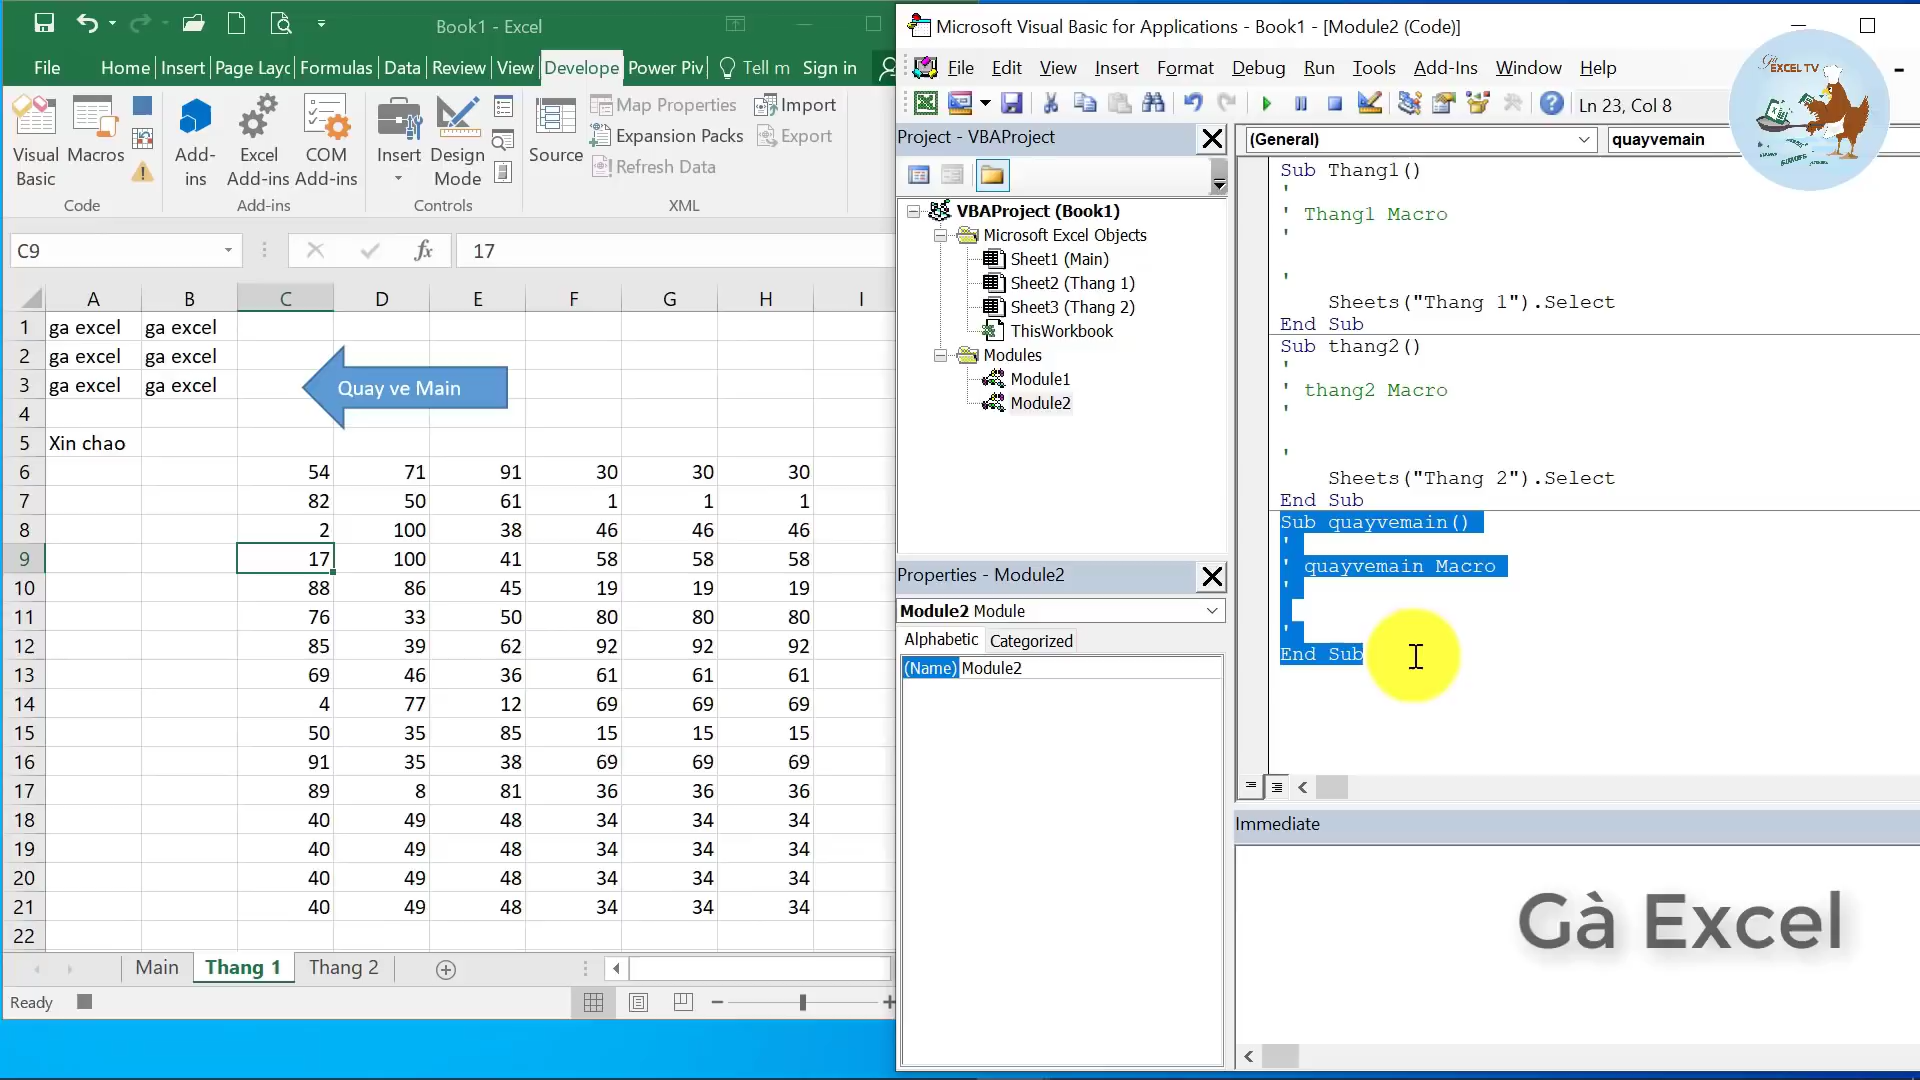 Book1 - Excel
File Home Insert Page Layc Formulas Data Review View Develope Power Piv Tell m Sign in
Visual Basic
Macros
Add-ins
Excel Add-ins
COM Add-ins
Insert
Design Mode
Source
Map Properties
Expansion Packs
Refresh Data
Import
Export
Code Add-ins Controls XML
C9 fx 17
A B C D E F G H I
1 ga excel ga excel
2 ga excel ga excel
3 ga excel ga excel
Quay ve Main
4
5 Xin chao
6 54 71 91 30 30 30
7 82 50 61 1 1 1
8 2 100 38 46 46 46
9 17 100 41 58 58 58
10 88 86 45 19 19 19
11 76 33 50 80 80 80
12 85 39 62 92 92 92
13 69 46 36 61 61 61
14 4 77 12 69 69 69
15 50 35 85 15 15 15
16 91 35 38 69 69 69
17 89 8 81 36 36 36
18 40 49 48 34 34 34
19 40 49 48 34 34 34
20 40 49 48 34 34 34
21 40 49 48 34 34 34
22
Main Thang 1 Thang 2
Ready
Microsoft Visual Basic for Applications - Book1 - [Module2 (Code)]
File Edit View Insert Format Debug Run Tools Add-Ins Window Help
Ln 23, Col 8
Project - VBAProject
VBAProject (Book1)
Microsoft Excel Objects
Sheet1 (Main)
Sheet2 (Thang 1)
Sheet3 (Thang 2)
ThisWorkbook
Modules
Module1
Module2
Properties - Module2
Module2 Module
Alphabetic Categorized
(Name) Module2
(General) quayvemain
Sub Thang1()
'
' Thang1 Macro
'
'
Sheets("Thang 1").Select
End Sub
Sub thang2()
'
' thang2 Macro
'
'
Sheets("Thang 2").Select
End Sub
Sub quayvemain()
'
' quayvemain Macro
'
'
End Sub
Immediate
Gà
EXCEL TV
Gà Excel